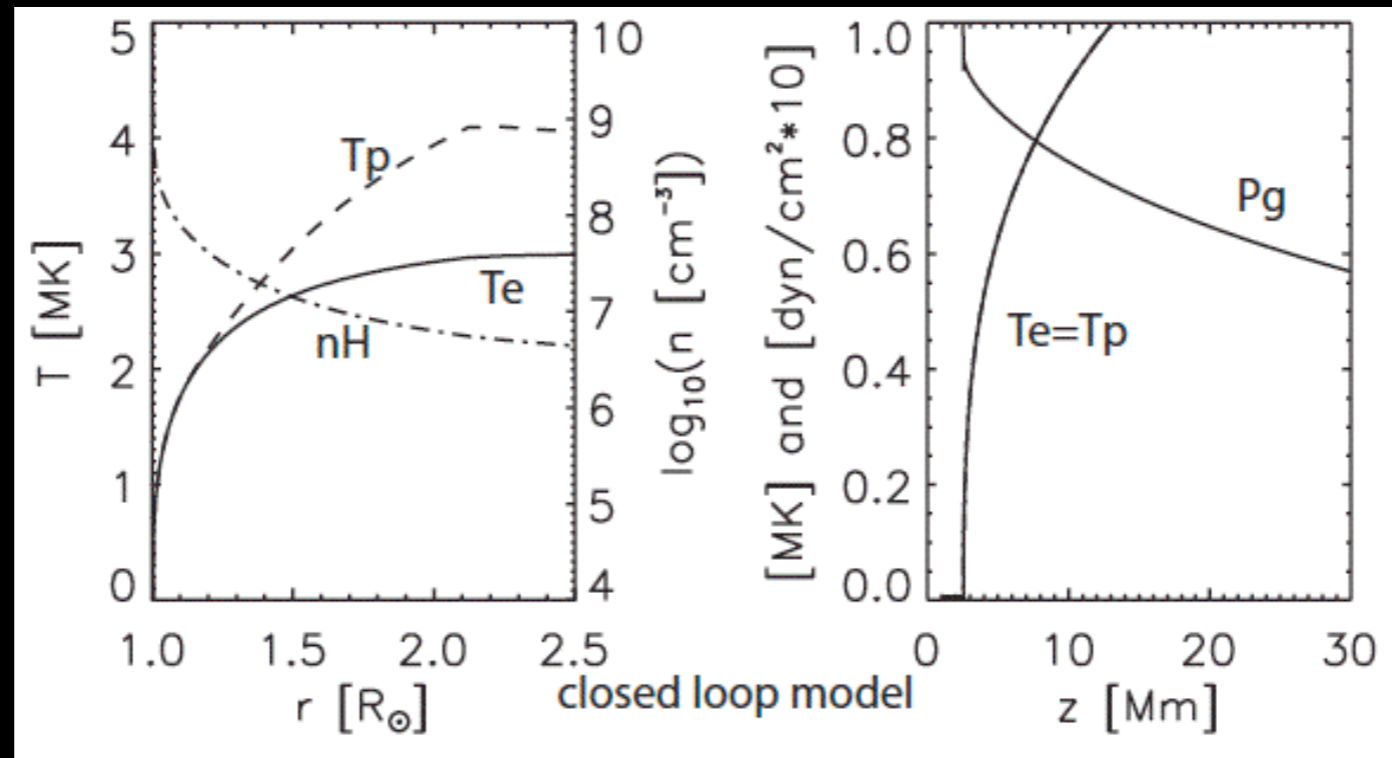 5
4
3
2
1
0
T [MK]
10
9
8
7
6
5
4
log₁₀(n [cm⁻³])
Tp
Te
nH
1.0 1.5 2.0 2.5
r [R☉]
closed loop model
1.0
0.8
0.6
0.4
0.2
0.0
[MK] and [dyn/cm²*10]
Pg
Te=Tp
0 10 20 30
z [Mm]